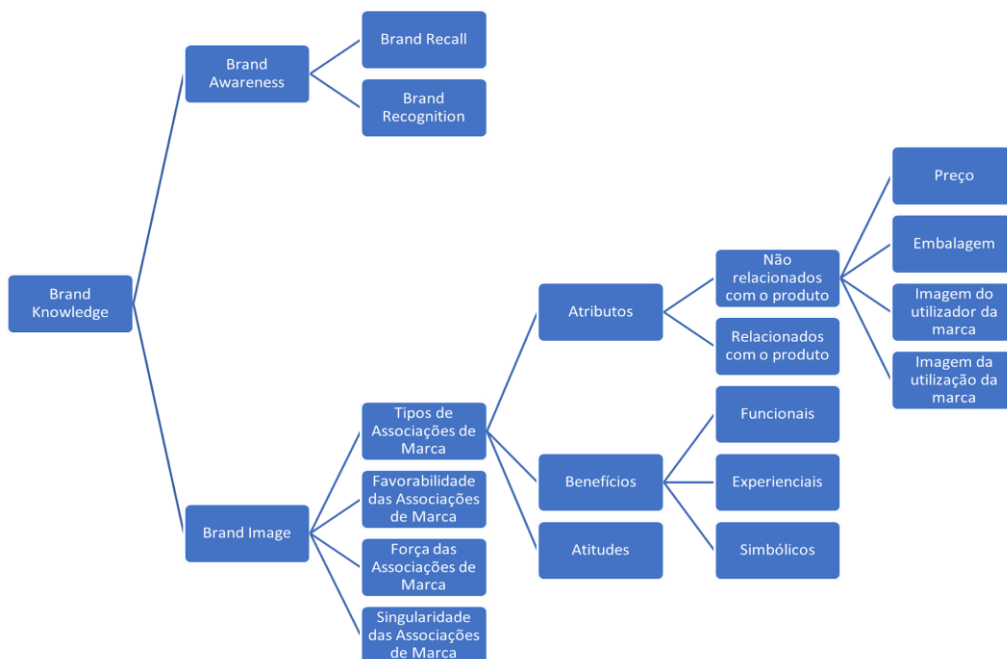 Brand
Knowledge
Brand
Awareness
Brand Recall
Brand
Recognition
Brand Image
Tipos de
Associações de
Marca
Atributos
Não
relacionados
com o produto
Preço
Embalagem
Imagem do
utilizador da
marca
Imagem da
utilização da
marca
Relacionados
com o produto
Benefícios
Funcionais
Experienciais
Simbólicos
Atitudes
Favorabilidade
das Associações
de Marca
Força das
Associações de
Marca
Singularidade
das Associações
de Marca